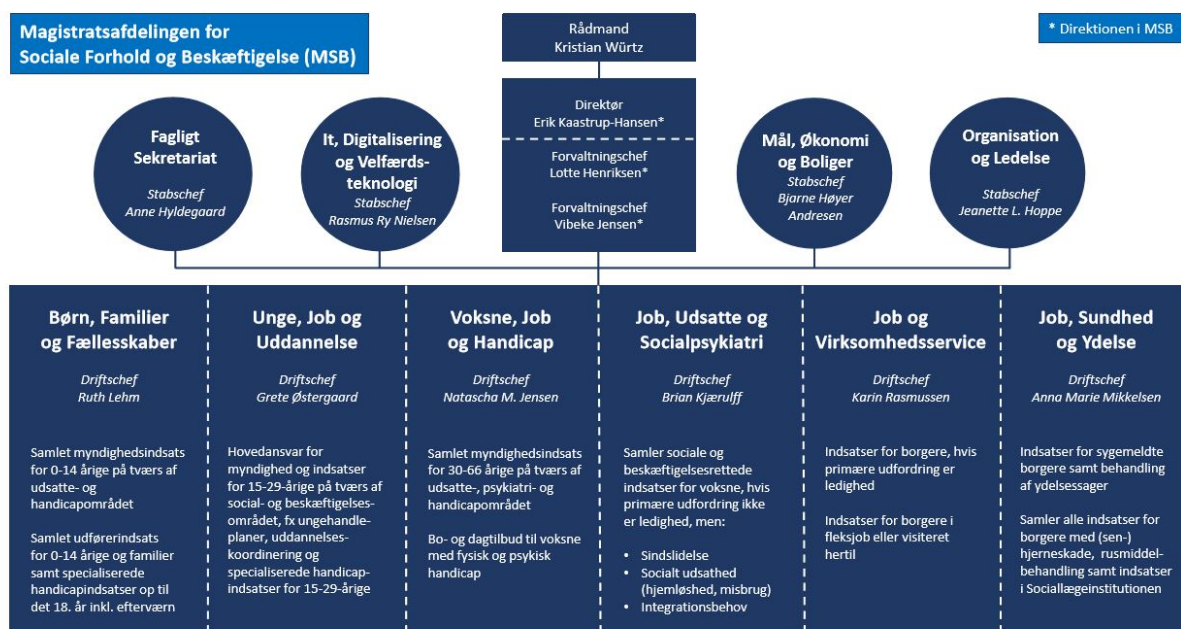 Magistratsafdelingen for
Sociale Forhold og Beskæftigelse (MSB)
Rådmand
Kristian Würtz
* Direktionen i MSB
Direktør
Erik Kaastrup-Hansen*
Forvaltningschef
Lotte Henriksen*
Forvaltningschef
Vibeke Jensen*
Fagligt
Sekretariat
Stabschef
Anne Hyldegaard
It, Digitalisering
og Velfærds-
teknologi
Stabschef
Rasmus Ry Nielsen
Mål, Økonomi
og Boliger
Stabschef
Bjarne Høyer
Andresen
Organisation
og Ledelse
Stabschef
Jeanette L. Hoppe
Børn, Familier
og Fællesskaber
Driftschef
Ruth Lehm
Samlet myndighedsindsats
for 0-14 årige på tværs af
udsatte- og
handicapområdet
Samlet udførerindsats
for 0-14 årige og familier
samt specialiserede
handicapindsatser op til
det 18. år inkl. efterværn
Unge, Job og
Uddannelse
Driftschef
Grete Østergaard
Hovedansvar for
myndighed og indsatser
for 15-29-årige på tværs af
social- og beskæftigelses-
området, fx ungehandle-
planer, uddannelses-
koordinering og
specialiserede handicap-
indsatser for 15-29-årige
Voksne, Job
og Handicap
Driftschef
Natascha M. Jensen
Samlet myndighedsindsats
for 30-66 årige på tværs af
udsatte-, psykiatri- og
handicapområdet
Bo- og dagtilbud til voksne
med fysisk og psykisk
handicap
Job, Udsatte og
Socialpsykiatri
Driftschef
Brian Kjærulff
Samler sociale og
beskæftigelsesrettede
indsatser for voksne, hvis
primære udfordring ikke
er ledighed, men:
• Sindslidelse
• Socialt udsathed
(hjemløshed, misbrug)
• Integrationsbehov
Job og
Virksomhedsservice
Driftschef
Karin Rasmussen
Indsatser for borgere, hvis
primære udfordring er
ledighed
Indsatser for borgere i
fleksjob eller visiteret
hertil
Job, Sundhed
og Ydelse
Driftschef
Anna Marie Mikkelsen
Indsatser for sygemeldte
borgere samt behandling
af ydelsessager
Samler alle indsatser for
borgere med (sen-)
hjerneskade, rusmiddel-
behandling samt indsatser
i Sociallægeinstitutionen